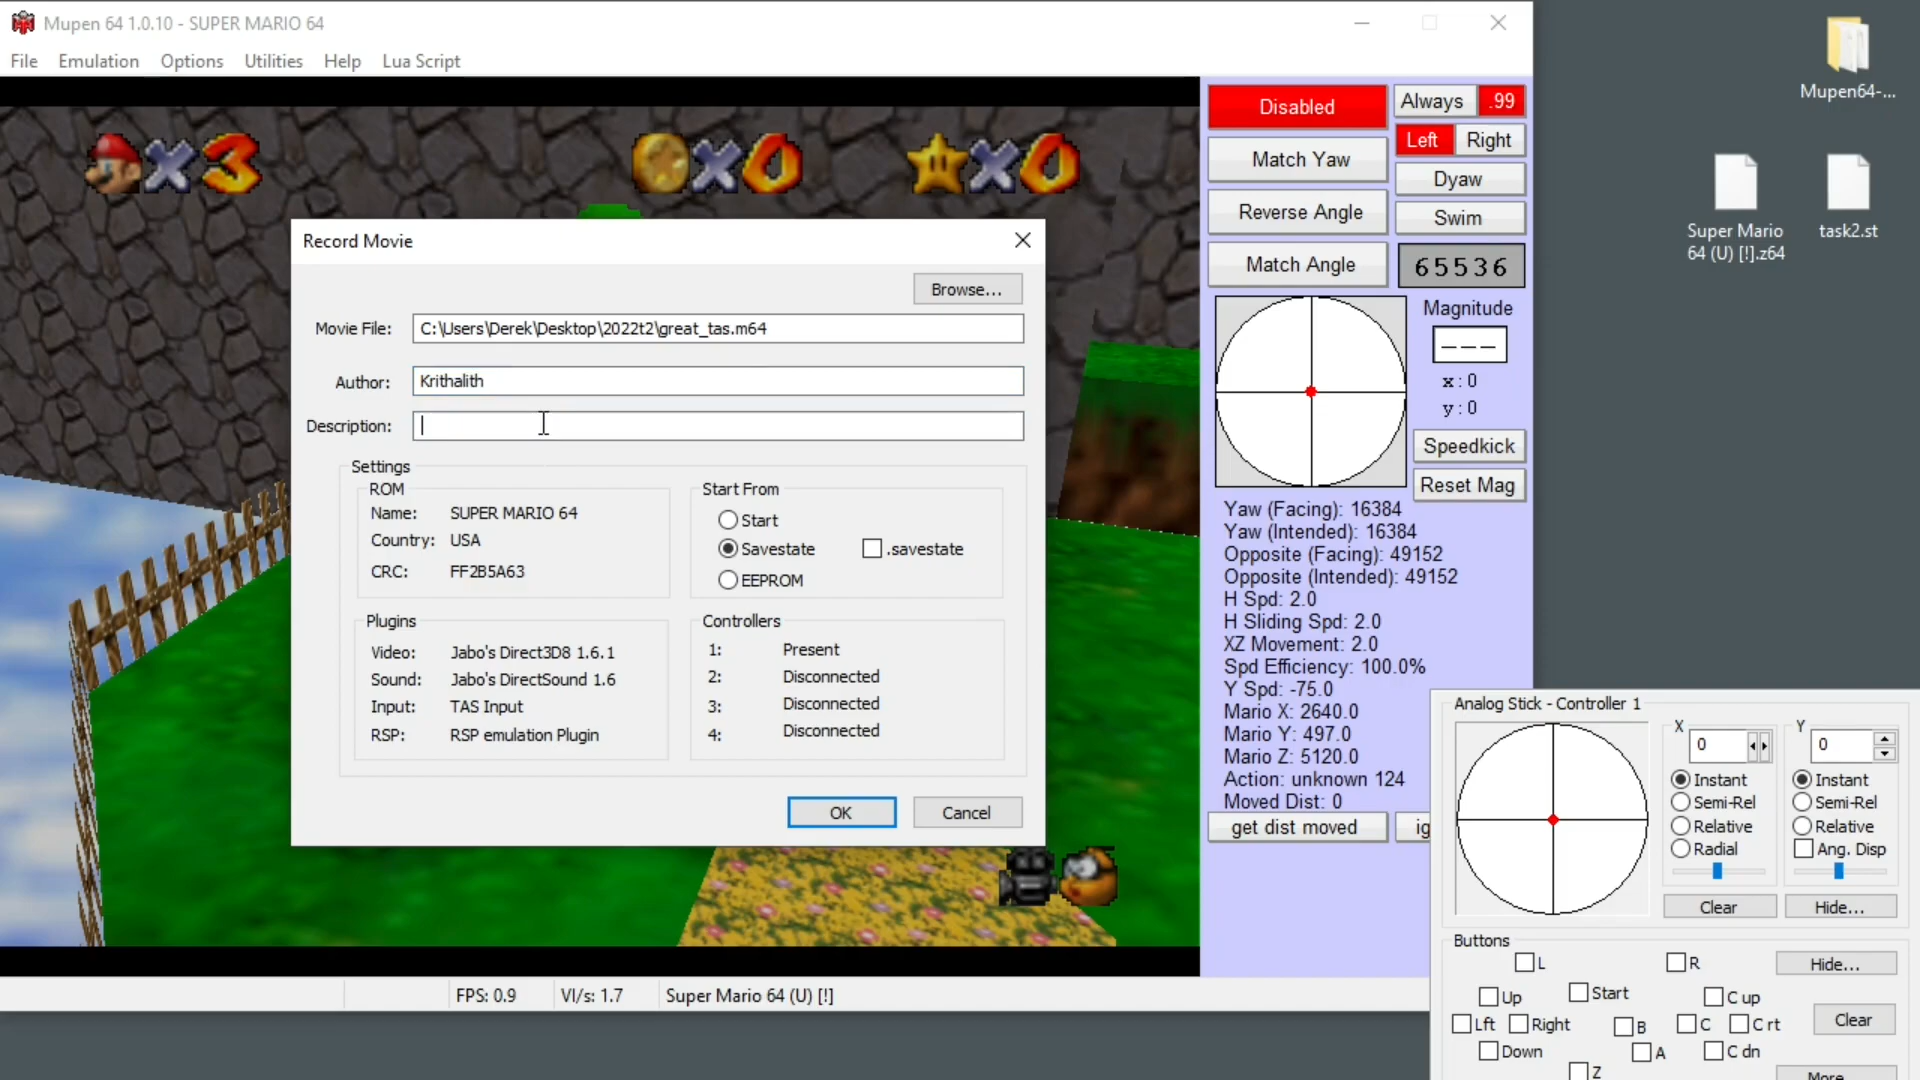 Mupen 64 1.0.10 - SUPER MARIO 64
File Emulation Options Utilities Help Lua Script
x3 x0 x0
Record Movie
Browse...
Movie File: C:\Users\Derek\Desktop\2022t2\great_tas.m64
Author: Krithalith
Description:
Settings
ROM
Name: SUPER MARIO 64
Country: USA
CRC: FF2B5A63
Start From
Start
Savestate .savestate
EEPROM
Plugins
Video: Jabo's Direct3D8 1.6.1
Sound: Jabo's DirectSound 1.6
Input: TAS Input
RSP: RSP emulation Plugin
Controllers
1: Present
2: Disconnected
3: Disconnected
4: Disconnected
OK Cancel
Disabled Always .99
Left Right
Match Yaw
Dyaw
Reverse Angle
Swim
Match Angle
65536
Magnitude
---
x:0
y:0
Speedkick
Reset Mag
Yaw (Facing): 16384
Yaw (Intended): 16384
Opposite (Facing): 49152
Opposite (Intended): 49152
H Spd: 2.0
H Sliding Spd: 2.0
XZ Movement: 2.0
Spd Efficiency: 100.0%
Y Spd: -75.0
Mario X: 2640.0
Mario Y: 497.0
Mario Z: 5120.0
Action: unknown 124
Moved Dist: 0
get dist moved ig
FPS: 0.9 VI/s: 1.7 Super Mario 64 (U) [!]
Mupen64-...
Super Mario
64 (U) [!].z64
task2.st
Analog Stick - Controller 1
X Y
0 0
Instant Instant
Semi-Rel Semi-Rel
Relative Relative
Radial Ang. Disp
Clear Hide...
Buttons
L R Hide...
Up Start C up
Lft Right B C C rt Clear
Down A C dn
Z More